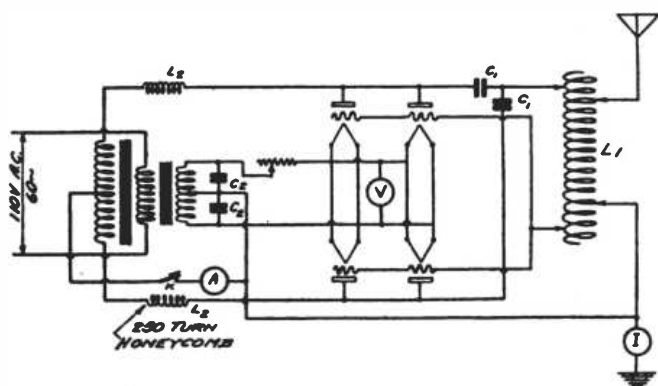 L2
C1
C1
L1
110V A.C.
60~
C2
C2
V
K
A
L2
250 TURN
HONEYCOMB
I